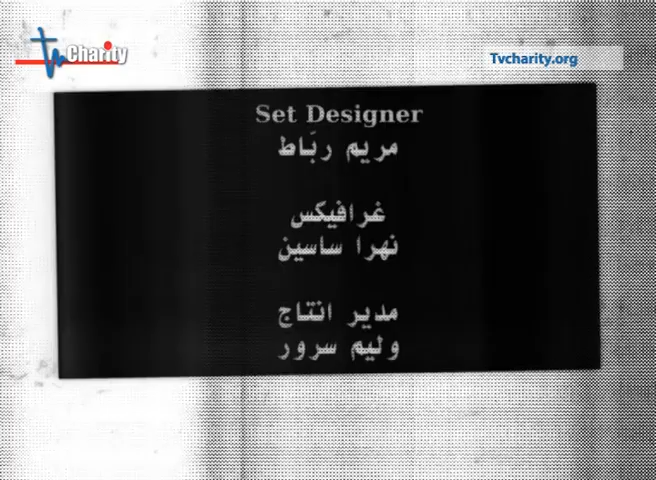 Charity
Tvcharity.org
Set Designer
مريم ربَاط
غرافيكس
نهرا ساسين
مدير انتاج
وليم سرور